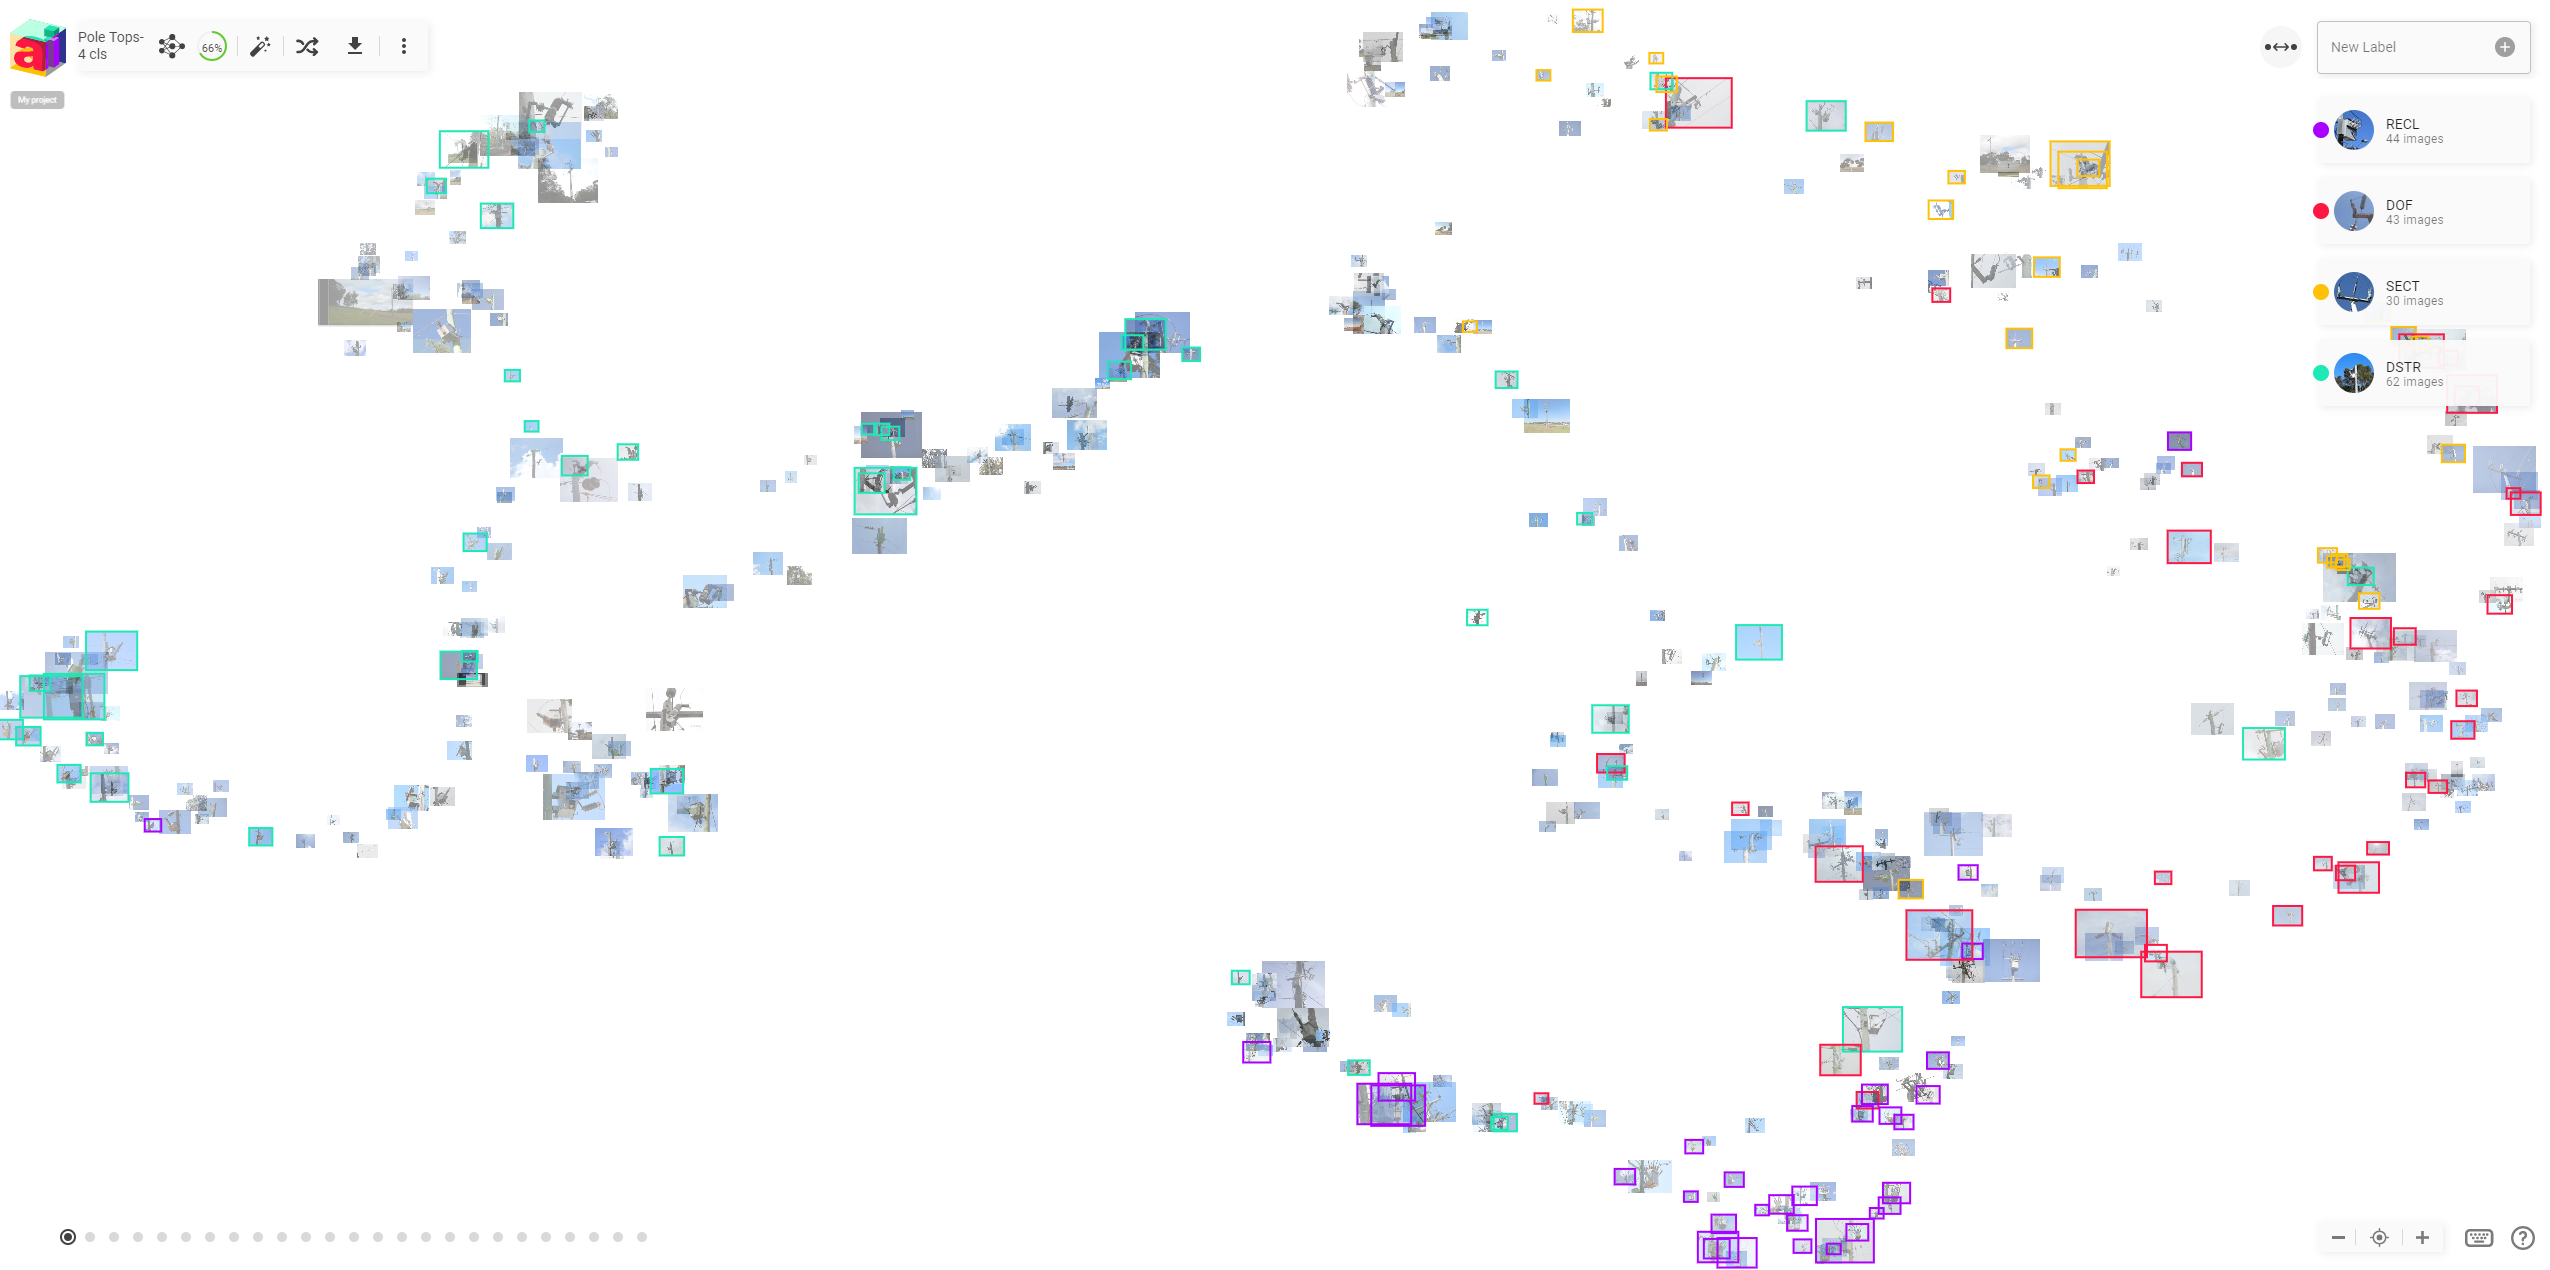 ai
Pole Tops-
4 cls
66%
My project
New Label
RECL
44 images
DOF
43 images
SECT
30 images
DSTR
62 images